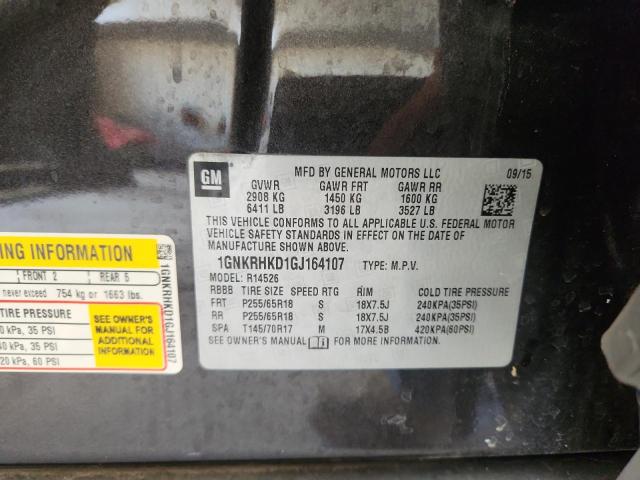 GM
MFD BY GENERAL MOTORS LLC 09/15
GVWR GAWR FRT GAWR RR
2908 KG 1450 KG 1600 KG
6411 LB 3196 LB 3527 LB
THIS VEHICLE CONFORMS TO ALL APPLICABLE U.S. FEDERAL MOTOR
VEHICLE SAFETY STANDARDS IN EFFECT ON THE DATE OF
MANUFACTURE SHOWN ABOVE.
1GNKRHKD1GJ164107 TYPE: M.P.V.
MODEL: R14526
RBBB TIRE SIZE SPEED RTG RIM COLD TIRE PRESSURE
FRT P255/65R18 S 18X7.5J 240KPA(35PSI)
RR P255/65R18 S 18X7.5J 240KPA(35PSI)
SPA T145/70R17 M 17X4.5B 420KPA(60PSI)
SEE OWNER'S MANUAL FOR MORE INFORMATION.
ING INFORMATION
FRONT 2 REAR 5
never exceed 754 kg or 1663 lbs.
TIRE PRESSURE
0 kPa, 35 PSI
40 kPa, 35 PSI
20 kPa, 60 PSI
SEE OWNER'S
MANUAL FOR
ADDITIONAL
INFORMATION
1GNKRHKD1GJ164107